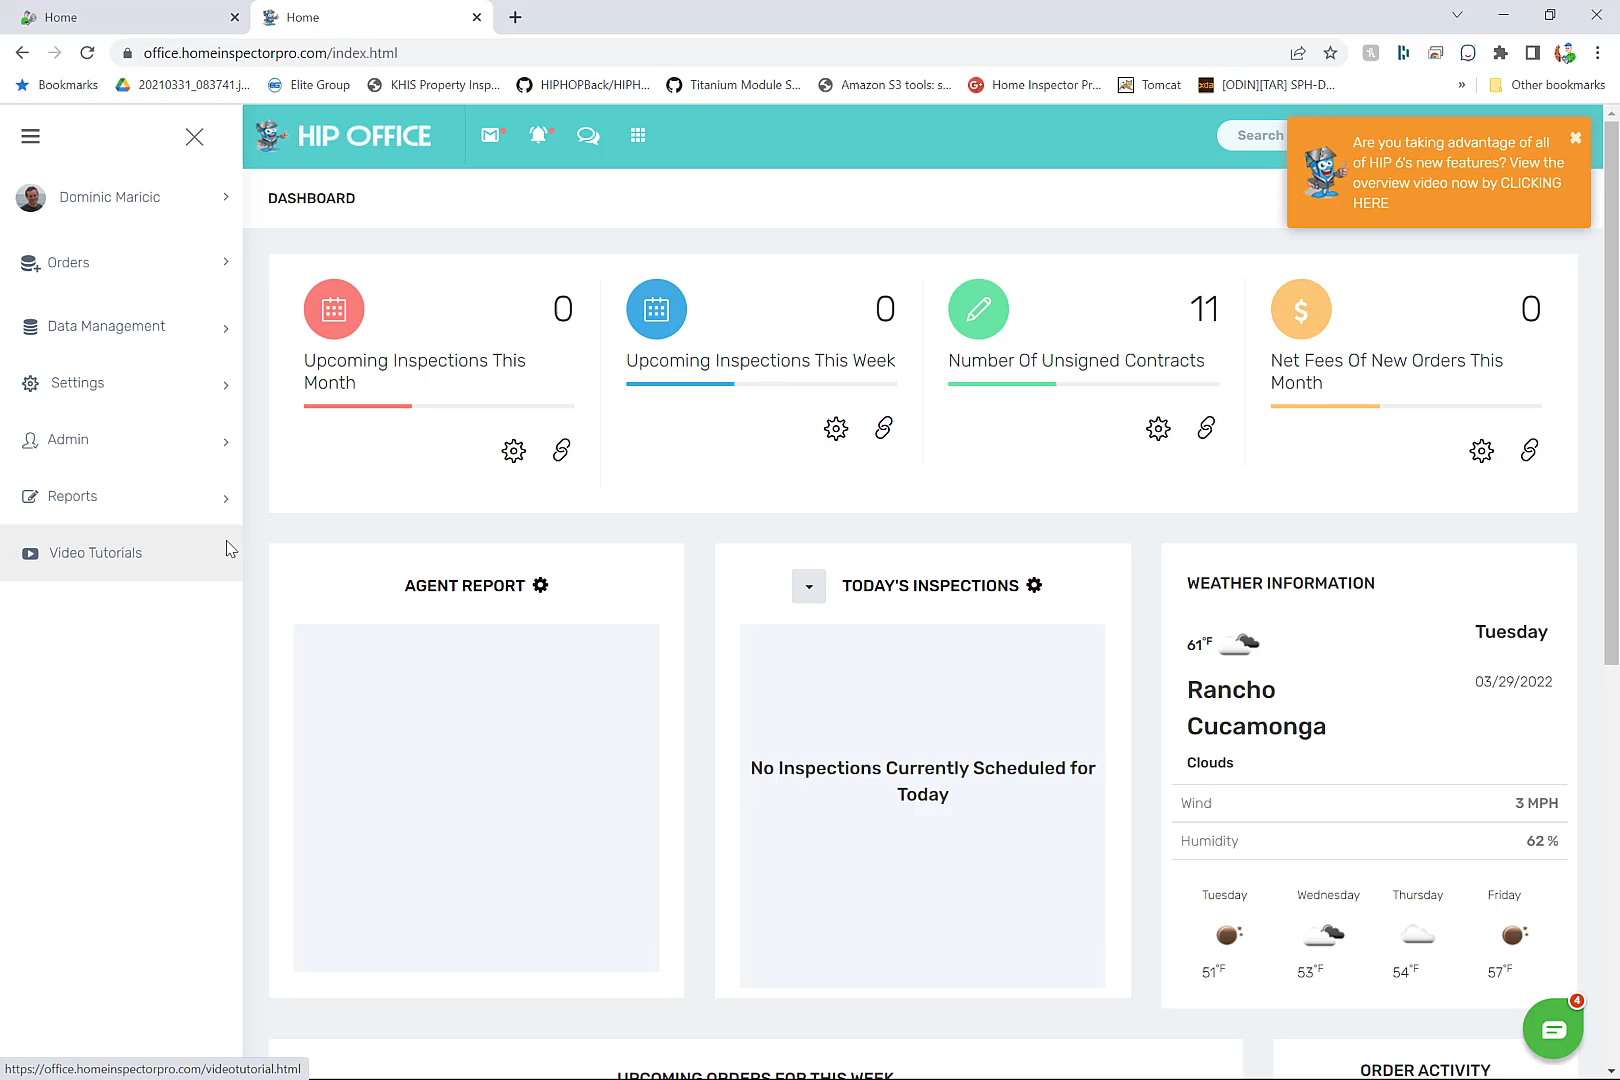 Home
Home
office.homeinspectorpro.com/index.html
Bookmarks
20210331_083741.j...
Elite Group
KHIS Property Insp...
HIPHOPBack/HIPH...
Titanium Module S...
Amazon S3 tools: s...
Home Inspector Pr...
Tomcat
[ODIN][TAR] SPH-D...
»
Other bookmarks
HIP OFFICE
Search
Are you taking advantage of all
of HIP 6's new features? View the
overview video now by CLICKING
HERE
Dominic Maricic
Orders
Data Management
Settings
Admin
Reports
Video Tutorials
DASHBOARD
0
Upcoming Inspections This
Month
0
Upcoming Inspections This Week
11
Number Of Unsigned Contracts
$
0
Net Fees Of New Orders This
Month
AGENT REPORT
TODAY'S INSPECTIONS
No Inspections Currently Scheduled for
Today
WEATHER INFORMATION
61°F
Tuesday
03/29/2022
Rancho
Cucamonga
Clouds
Wind 3 MPH
Humidity 62 %
Tuesday Wednesday Thursday Friday
51°F 53°F 54°F 57°F
4
UPCOMING ORDERS FOR THIS WEEK
ORDER ACTIVITY
https://office.homeinspectorpro.com/videotutorial.html